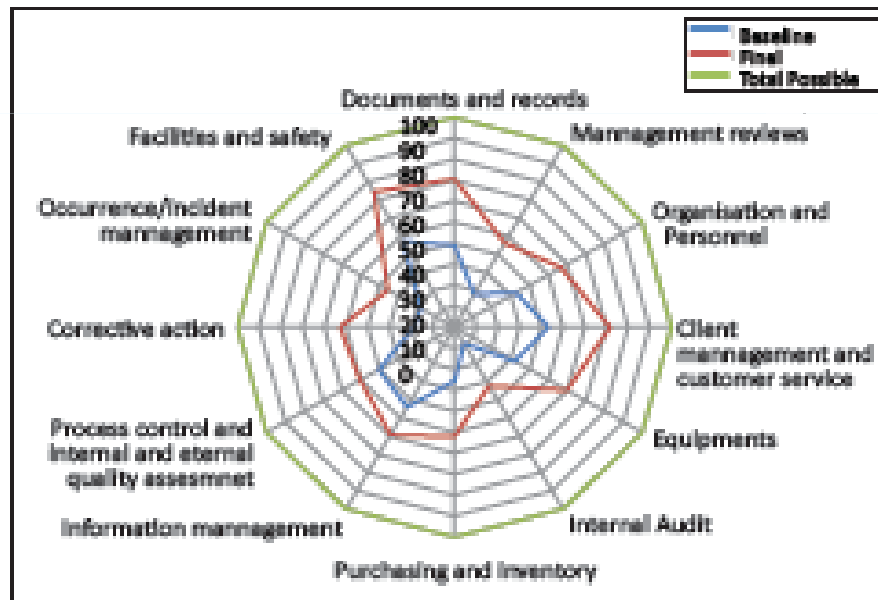 Baseline
Final
Total Possible
Documents and records
Mannagement reviews
Organisation and
Personnel
Client
mannagement and
customer service
Equipments
Internal Audit
Purchasing and inventory
Information mannagement
Process control and
internal and eternal
quality assesmnet
Corrective action
Occurrence/incident
mannagement
Facilities and safety
100
90
80
70
60
50
40
30
20
10
0